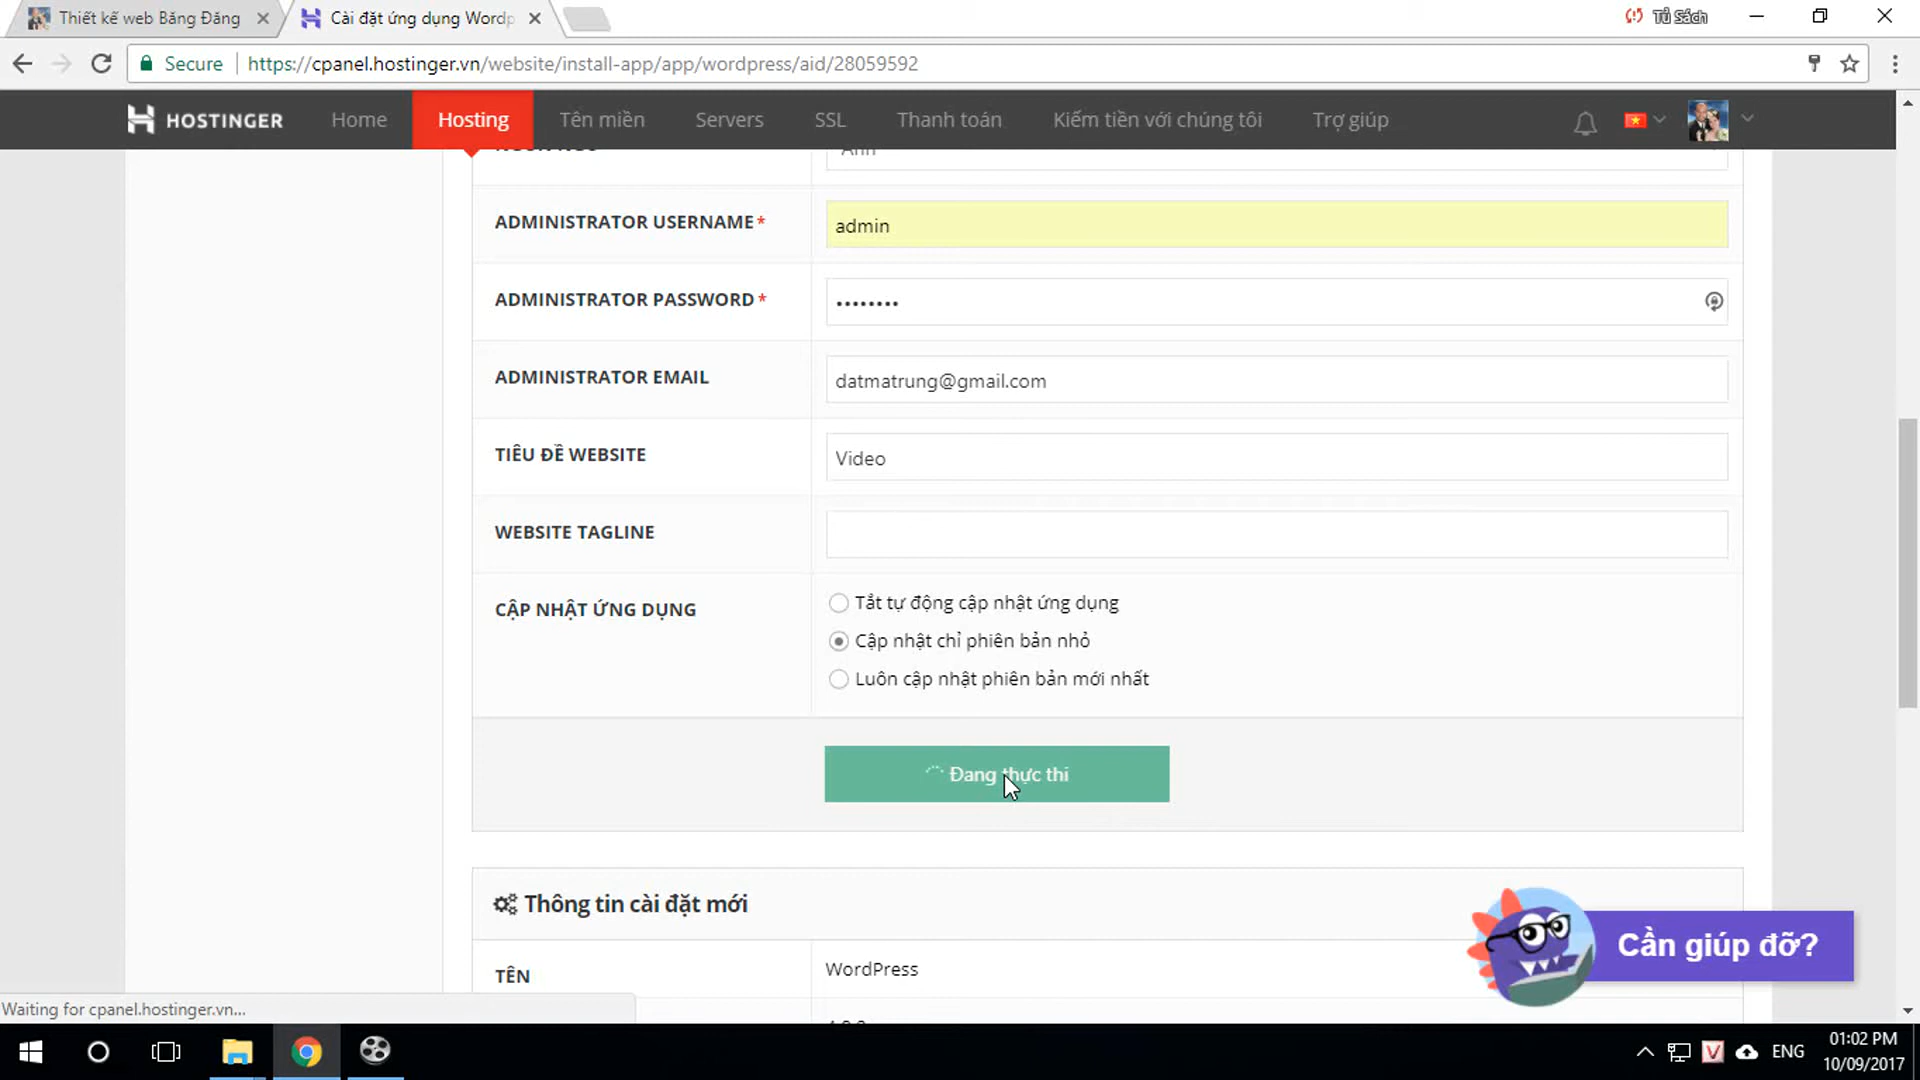 Thiết kế web Băng Đăng
Cài đặt ứng dụng Wordp
Tủ Sách
Secure
https://cpanel.hostinger.vn/website/install-app/app/wordpress/aid/28059592
HOSTINGER
Home
Hosting
Tên miền
Servers
SSL
Thanh toán
Kiếm tiền với chúng tôi
Trợ giúp
ADMINISTRATOR USERNAME*
admin
ADMINISTRATOR PASSWORD*
••••••••
ADMINISTRATOR EMAIL
datmatrung@gmail.com
TIÊU ĐỀ WEBSITE
Video
WEBSITE TAGLINE
CẬP NHẬT ỨNG DỤNG
Tắt tự động cập nhật ứng dụng
Cập nhật chỉ phiên bản nhỏ
Luôn cập nhật phiên bản mới nhất
Đang thực thi
Thông tin cài đặt mới
Cần giúp đỡ?
TÊN
WordPress
Waiting for cpanel.hostinger.vn...
ENG
01:02 PM
10/09/2017